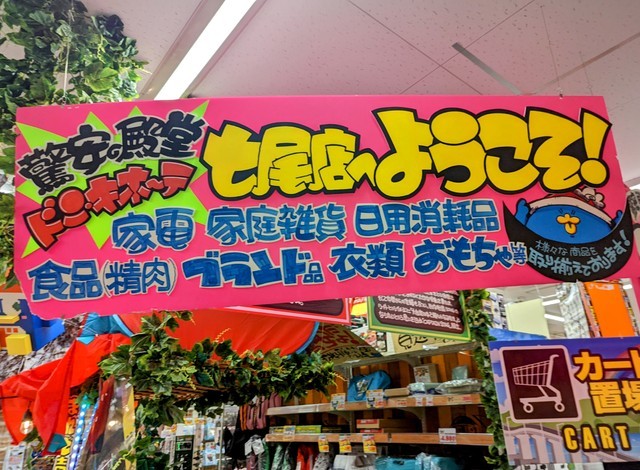 驚安の殿堂
ドン・キホーテ
七尾店へようこそ!
家電 家庭雑貨 日用消耗品
食品(精肉) ブランド品 衣類 おもちゃ等
様々な商品を
取り揃えております!
カート
置場
CART